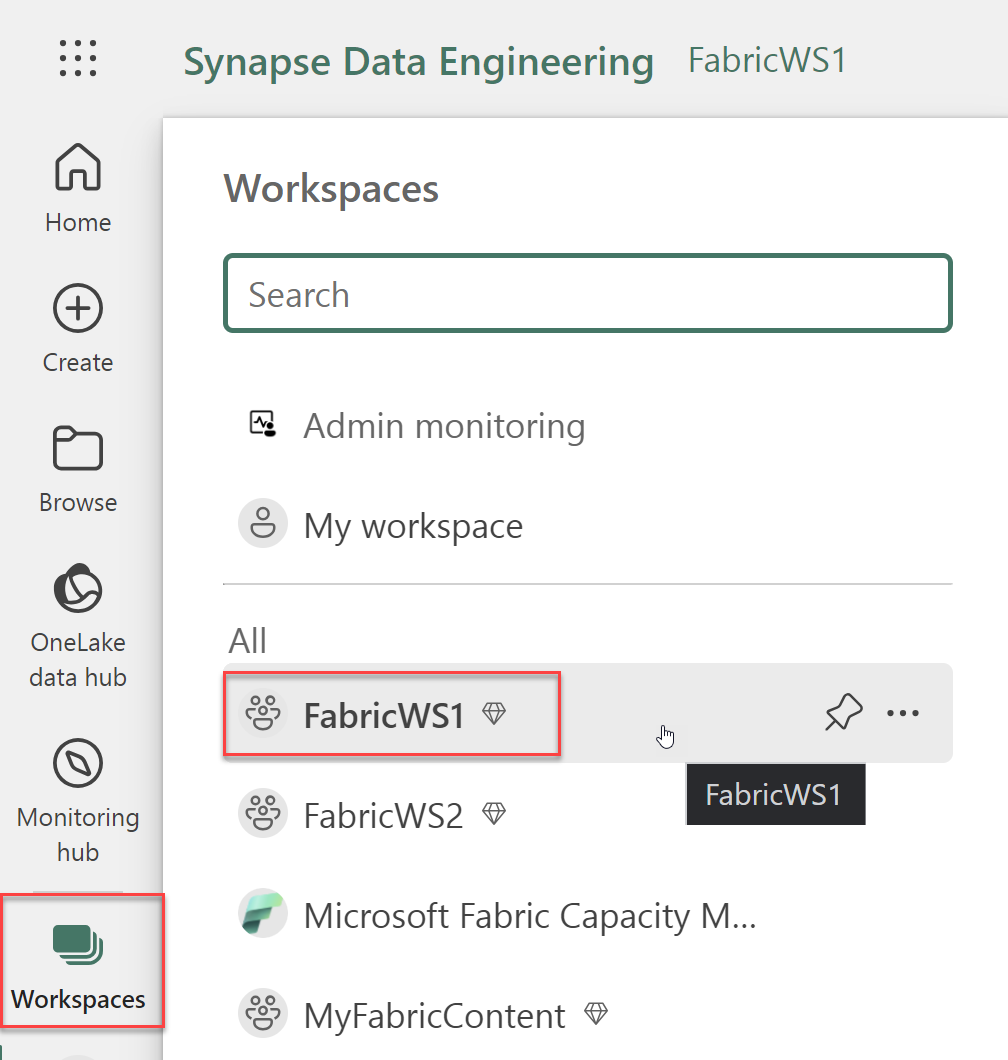 Synapse Data Engineering FabricWS1
Home
Create
Browse
OneLake
data hub
Monitoring
hub
Workspaces
Workspaces
Search
Admin monitoring
My workspace
All
FabricWS1
FabricWS1
FabricWS2
Microsoft Fabric Capacity M...
MyFabricContent